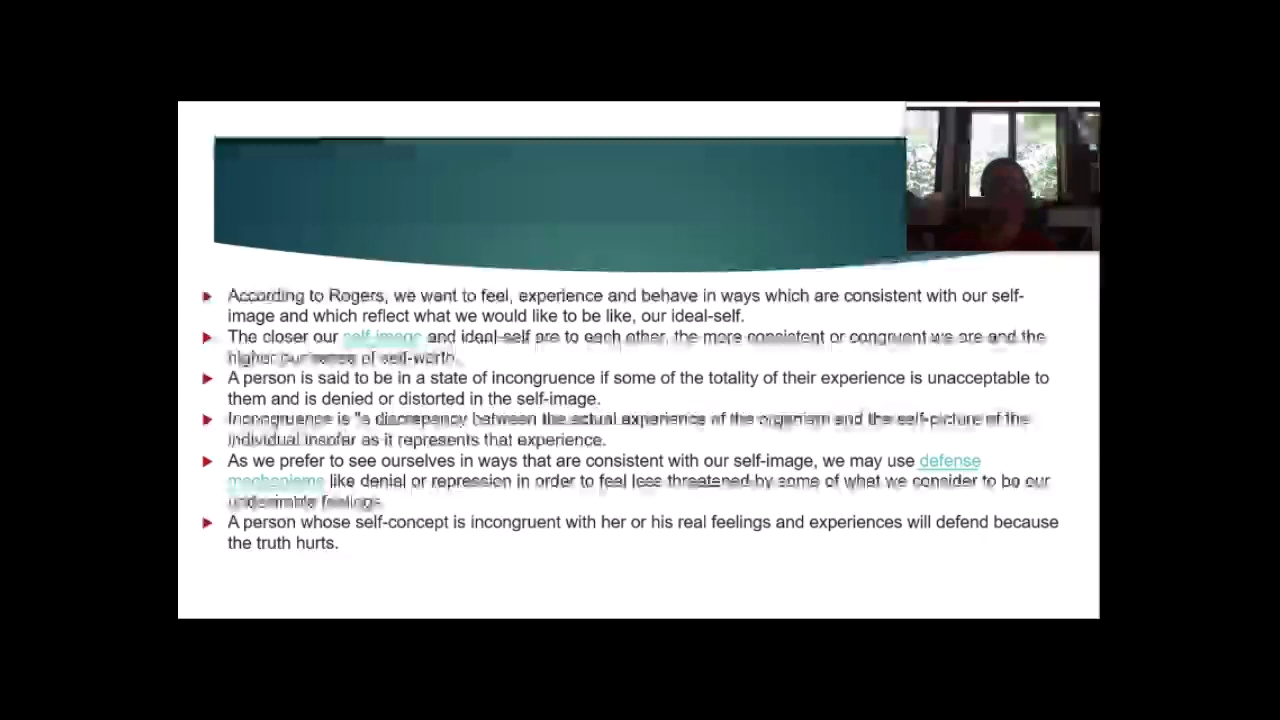 According to Rogers, we want to feel, experience and behave in ways which are consistent with our self-
image and which reflect what we would like to be like, our ideal-self.
The closer our self-image and ideal-self are to each other, the more consistent or congruent we are and the
higher our sense of self-worth.
A person is said to be in a state of incongruence if some of the totality of their experience is unacceptable to
them and is denied or distorted in the self-image.
Incongruence is "a discrepancy between the actual experience of the organism and the self-picture of the
individual insofar as it represents that experience.
As we prefer to see ourselves in ways that are consistent with our self-image, we may use defense
mechanisms like denial or repression in order to feel less threatened by some of what we consider to be our
undesirable feelings.
A person whose self-concept is incongruent with her or his real feelings and experiences will defend because
the truth hurts.